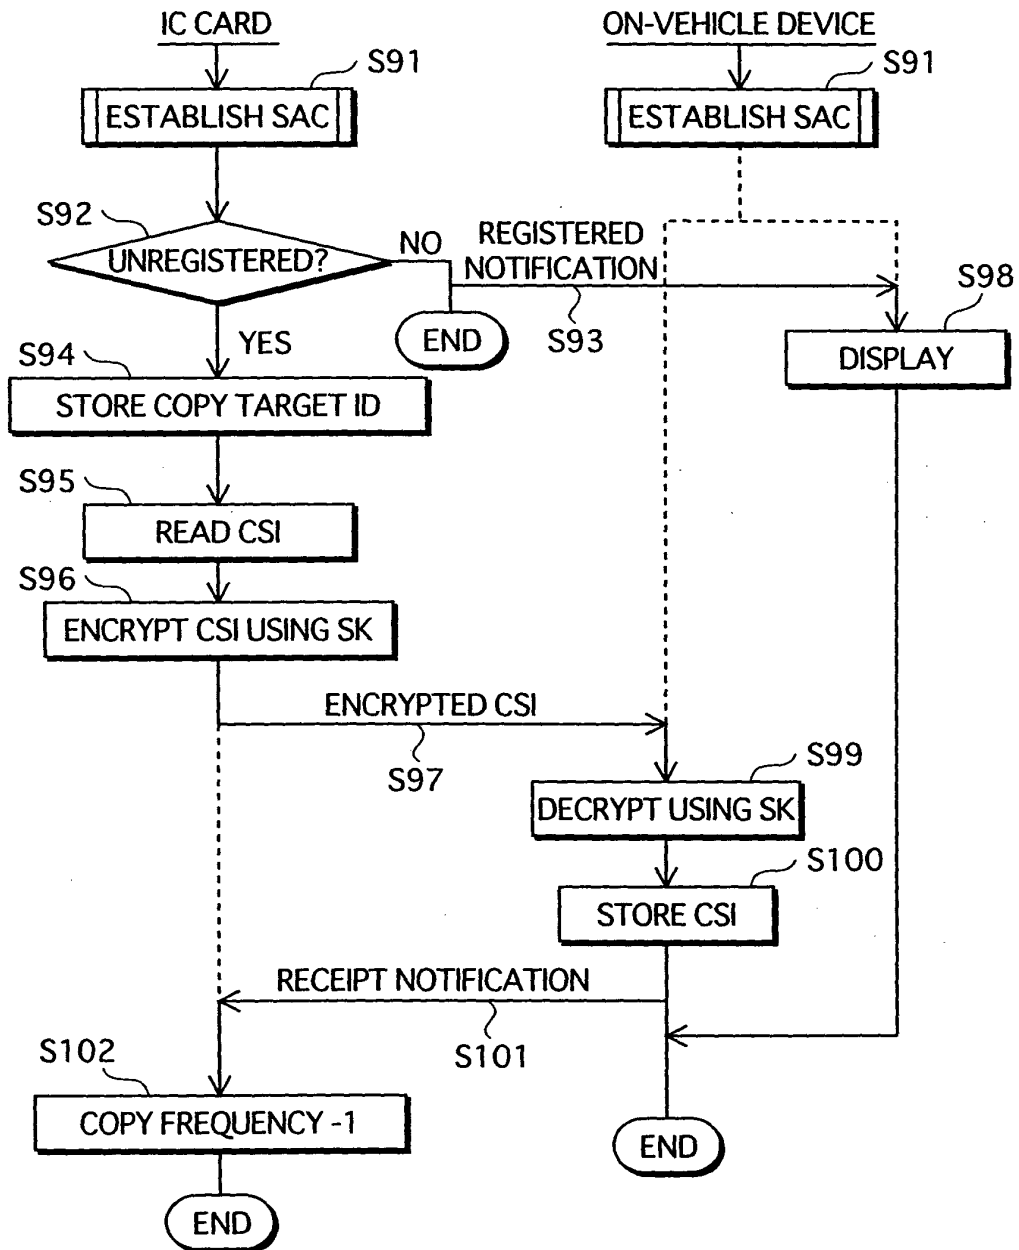 IC CARD
ON-VEHICLE DEVICE
S91
S91
ESTABLISH SAC
ESTABLISH SAC
S92
UNREGISTERED?
NO
REGISTERED
NOTIFICATION
S98
S93
END
DISPLAY
YES
S94
STORE COPY TARGET ID
S95
READ CSI
S96
ENCRYPT CSI USING SK
ENCRYPTED CSI
S97
S99
DECRYPT USING SK
S100
STORE CSI
RECEIPT NOTIFICATION
S101
S102
COPY FREQUENCY -1
END
END